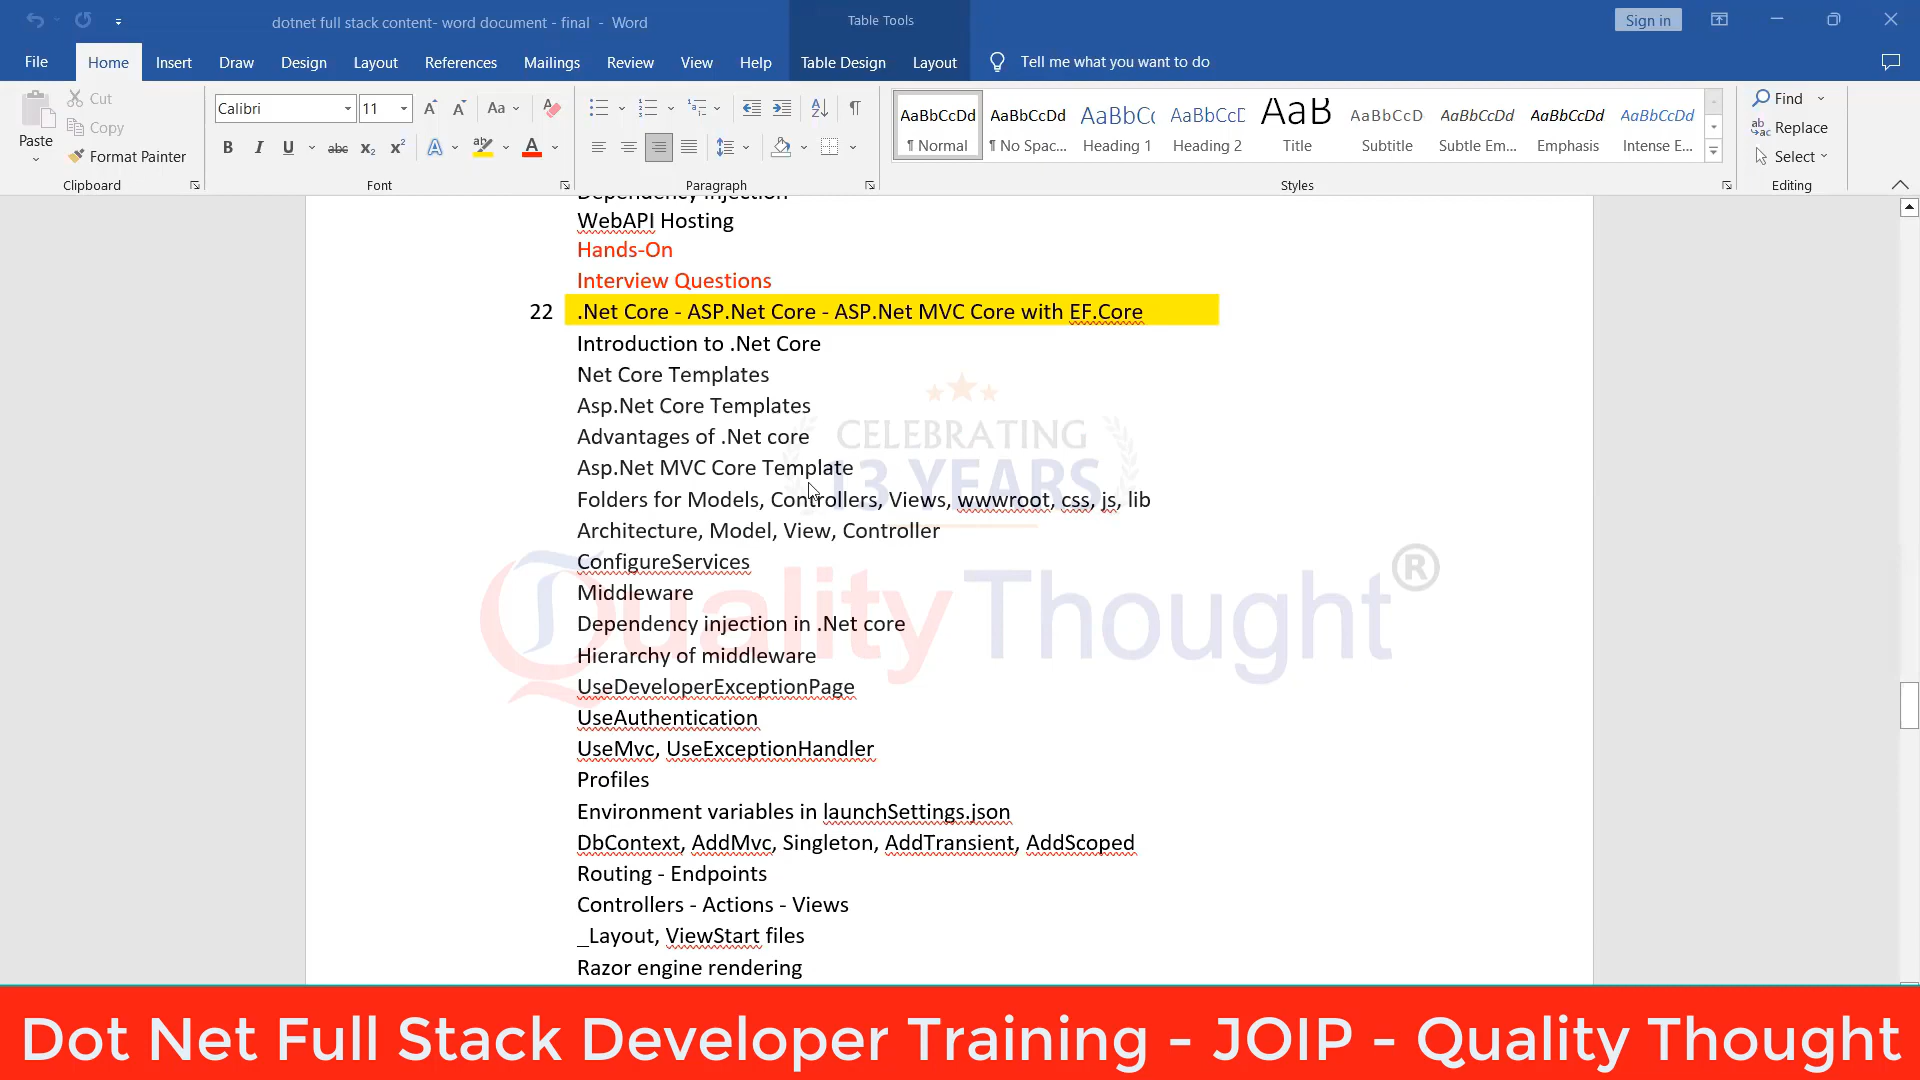 dotnet full stack content- word document - final - Word
Table Tools
Sign in
File Home Insert Draw Design Layout References Mailings Review View Help Table Design Layout Tell me what you want to do
Paste
Cut
Copy
Format Painter
Clipboard
Calibri 11
Aa
B I U abc x₂ x² A ab A
Font
Paragraph
AaBbCcDd AaBbCcDd AaBbC AaBbCcD AaB AaBbCcD AaBbCcDd AaBbCcDd AaBbCcDd
¶ Normal ¶ No Spac... Heading 1 Heading 2 Title Subtitle Subtle Em... Emphasis Intense E...
Styles
Find
Replace
Select
Editing
Dependency Injection
WebAPI Hosting
Hands-On
Interview Questions
22 .Net Core - ASP.Net Core - ASP.Net MVC Core with EF.Core
Introduction to .Net Core
Net Core Templates
Asp.Net Core Templates
Advantages of .Net core
Asp.Net MVC Core Template
Folders for Models, Controllers, Views, wwwroot, css, js, lib
Architecture, Model, View, Controller
ConfigureServices
Middleware
Dependency injection in .Net core
Hierarchy of middleware
UseDeveloperExceptionPage
UseAuthentication
UseMvc, UseExceptionHandler
Profiles
Environment variables in launchSettings.json
DbContext, AddMvc, Singleton, AddTransient, AddScoped
Routing - Endpoints
Controllers - Actions - Views
_Layout, ViewStart files
Razor engine rendering
CELEBRATING
13 YEARS
Quality Thought®
Dot Net Full Stack Developer Training - JOIP - Quality Thought